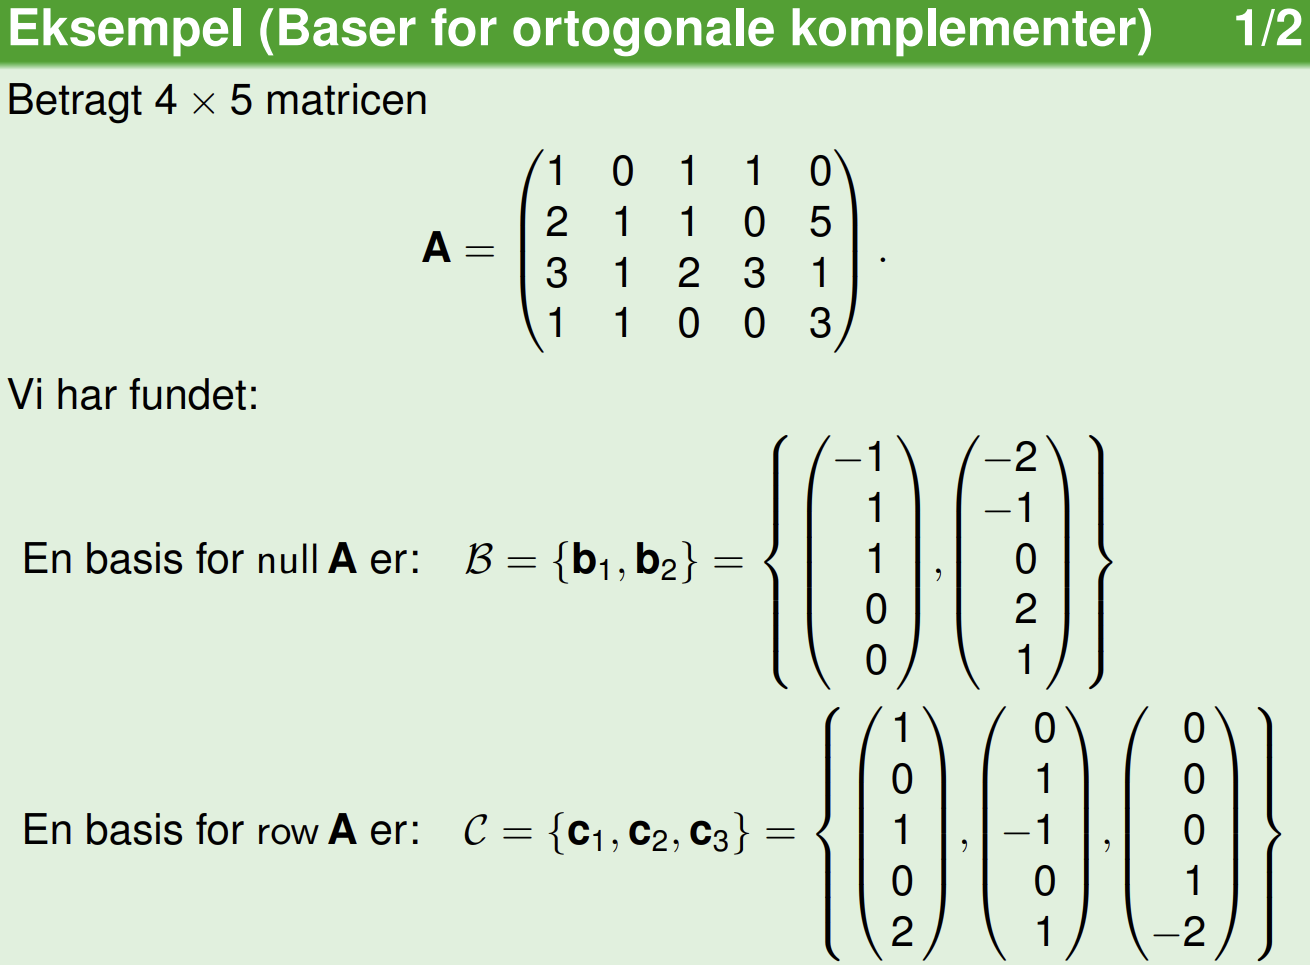 Eksempel (Baser for ortogonale komplementer) 1/2
Betragt 4 × 5 matricen
A = 
( 1 0 1 1 0 )
( 2 1 1 0 5 )
( 3 1 2 3 1 )
( 1 1 0 0 3 ) .
Vi har fundet:
En basis for null A er: B = {b₁, b₂} = { (−1, 1, 1, 0, 0), (−2, −1, 0, 2, 1) }
En basis for row A er: C = {c₁, c₂, c₃} = { (1, 0, 1, 0, 2), (0, 1, −1, 0, 1), (0, 0, 0, 1, −2) }